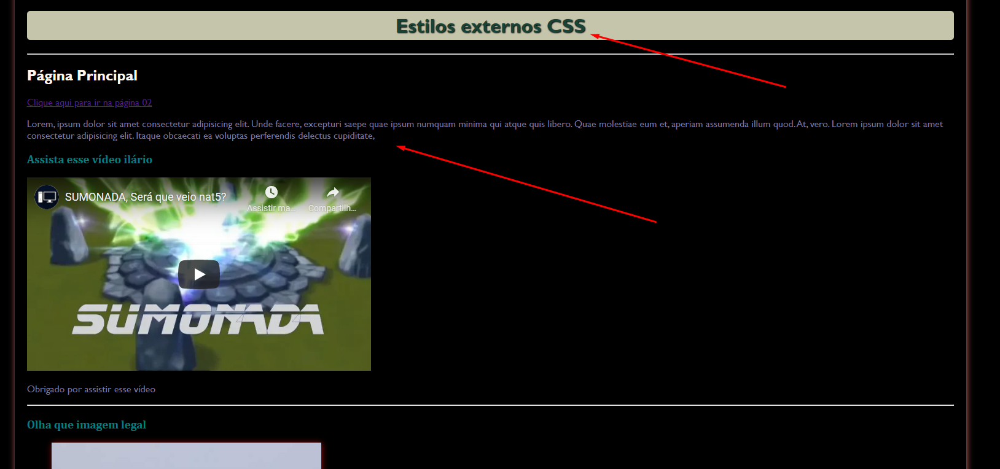 Estilos externos CSS
Página Principal
Clique aqui para ir na página 02
Lorem, ipsum dolor sit amet consectetur adipisicing elit. Unde facere, excepturi saepe quae ipsum numquam minima qui atque quis libero. Quae molestiae eum et, aperiam assumenda illum quod. At, vero. Lorem ipsum dolor sit amet
consectetur adipisicing elit. Itaque obcaecati ea voluptas perferendis delectus cupiditate,
Assista esse vídeo ilário
SUMONADA, Será que veio nat5?
Assistir ma...
Compartilh...
SUMONADA
Obrigado por assistir esse vídeo
Olha que imagem legal